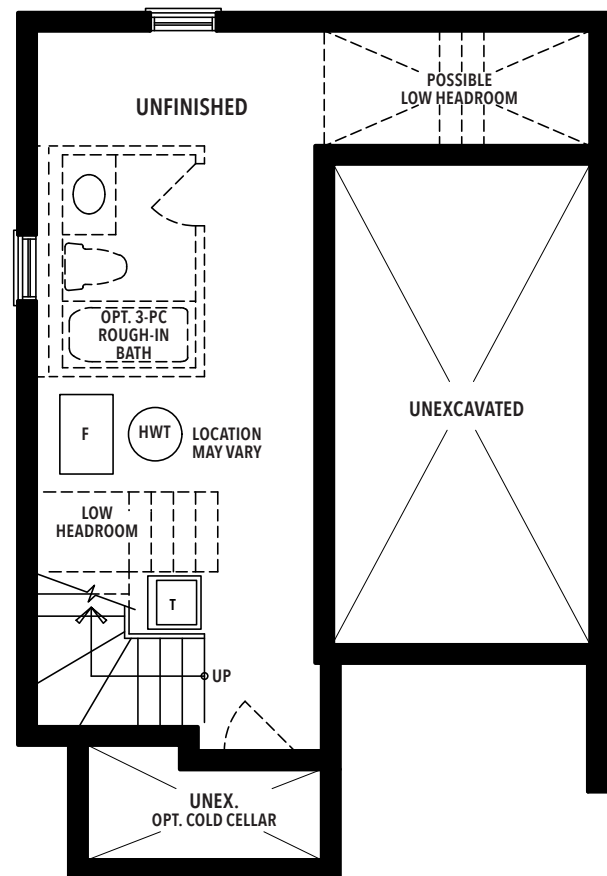 POSSIBLE
LOW HEADROOM
UNFINISHED
OPT. 3-PC
ROUGH-IN
BATH
UNEXCAVATED
F
HWT
LOCATION
MAY VARY
LOW
HEADROOM
T
UP
UNEX.
OPT. COLD CELLAR